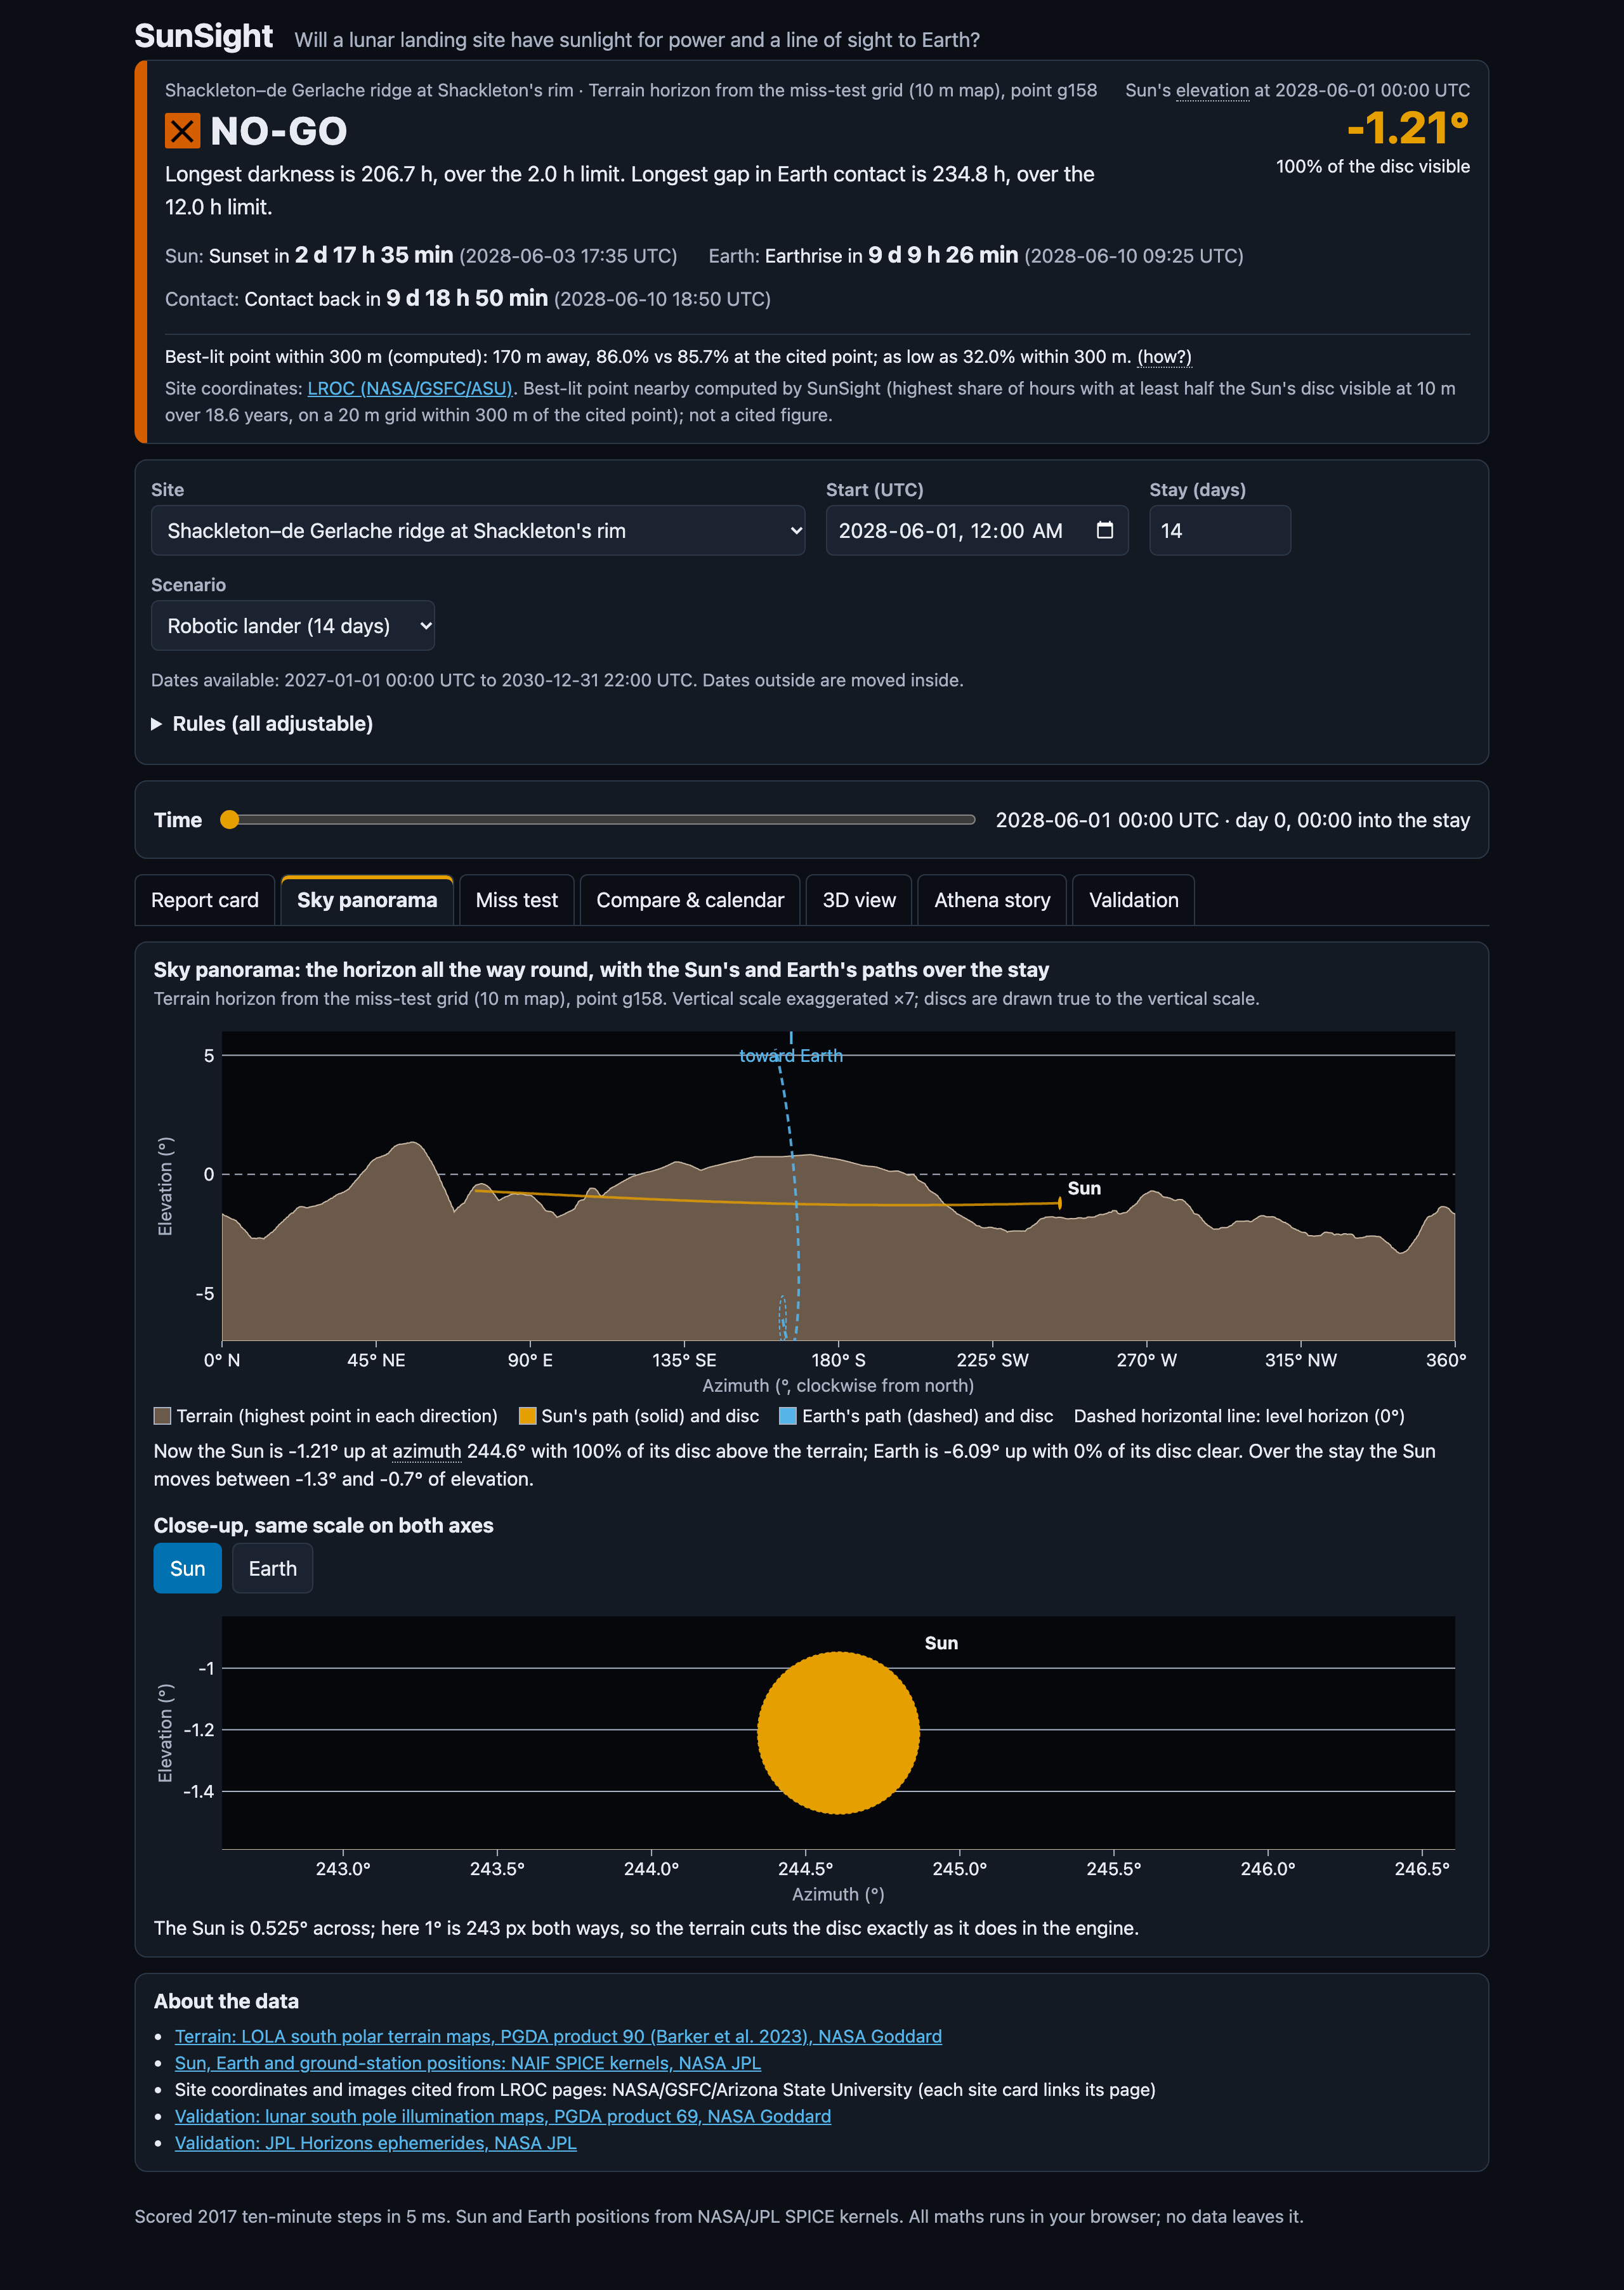 SunSight Will a lunar landing site have sunlight for power and a line of sight to Earth?
Shackleton–de Gerlache ridge at Shackleton's rim · Terrain horizon from the miss-test grid (10 m map), point g158
Sun's elevation at 2028-06-01 00:00 UTC
NO-GO
-1.21°
100% of the disc visible
Longest darkness is 206.7 h, over the 2.0 h limit. Longest gap in Earth contact is 234.8 h, over the
12.0 h limit.
Sun: Sunset in 2 d 17 h 35 min (2028-06-03 17:35 UTC) Earth: Earthrise in 9 d 9 h 26 min (2028-06-10 09:25 UTC)
Contact: Contact back in 9 d 18 h 50 min (2028-06-10 18:50 UTC)
Best-lit point within 300 m (computed): 170 m away, 86.0% vs 85.7% at the cited point; as low as 32.0% within 300 m. (how?)
Site coordinates: LROC (NASA/GSFC/ASU). Best-lit point nearby computed by SunSight (highest share of hours with at least half the Sun's disc visible at 10 m
over 18.6 years, on a 20 m grid within 300 m of the cited point); not a cited figure.
Site Start (UTC) Stay (days)
Shackleton–de Gerlache ridge at Shackleton's rim 2028-06-01, 12:00 AM 14
Scenario
Robotic lander (14 days)
Dates available: 2027-01-01 00:00 UTC to 2030-12-31 22:00 UTC. Dates outside are moved inside.
Rules (all adjustable)
Time 2028-06-01 00:00 UTC · day 0, 00:00 into the stay
Report card Sky panorama Miss test Compare & calendar 3D view Athena story Validation
Sky panorama: the horizon all the way round, with the Sun's and Earth's paths over the stay
Terrain horizon from the miss-test grid (10 m map), point g158. Vertical scale exaggerated ×7; discs are drawn true to the vertical scale.
5
toward Earth
0
Sun
-5
Elevation (°)
0° N 45° NE 90° E 135° SE 180° S 225° SW 270° W 315° NW 360°
Azimuth (°, clockwise from north)
Terrain (highest point in each direction) Sun's path (solid) and disc Earth's path (dashed) and disc Dashed horizontal line: level horizon (0°)
Now the Sun is -1.21° up at azimuth 244.6° with 100% of its disc above the terrain; Earth is -6.09° up with 0% of its disc clear. Over the stay the Sun
moves between -1.3° and -0.7° of elevation.
Close-up, same scale on both axes
Sun Earth
Sun
-1
-1.2
-1.4
Elevation (°)
243.0° 243.5° 244.0° 244.5° 245.0° 245.5° 246.0° 246.5°
Azimuth (°)
The Sun is 0.525° across; here 1° is 243 px both ways, so the terrain cuts the disc exactly as it does in the engine.
About the data
Terrain: LOLA south polar terrain maps, PGDA product 90 (Barker et al. 2023), NASA Goddard
Sun, Earth and ground-station positions: NAIF SPICE kernels, NASA JPL
Site coordinates and images cited from LROC pages: NASA/GSFC/Arizona State University (each site card links its page)
Validation: lunar south pole illumination maps, PGDA product 69, NASA Goddard
Validation: JPL Horizons ephemerides, NASA JPL
Scored 2017 ten-minute steps in 5 ms. Sun and Earth positions from NASA/JPL SPICE kernels. All maths runs in your browser; no data leaves it.